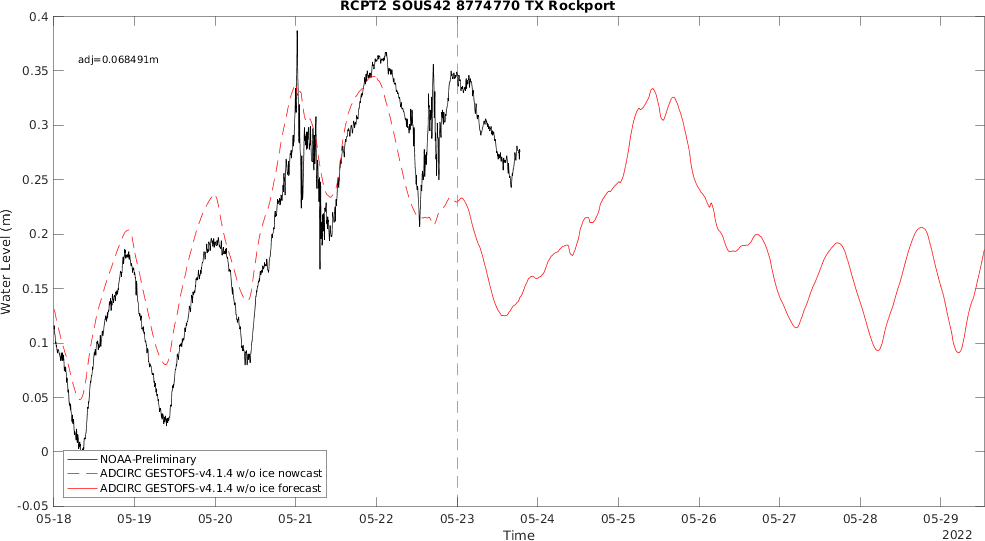 RCPT2 SOUS42 8774770 TX Rockport
adj=0.068491m
Water Level (m)
0.4
0.35
0.3
0.25
0.2
0.15
0.1
0.05
0
-0.05
NOAA-Preliminary
ADCIRC GESTOFS-v4.1.4 w/o ice nowcast
ADCIRC GESTOFS-v4.1.4 w/o ice forecast
05-18 05-19 05-20 05-21 05-22 05-23 05-24 05-25 05-26 05-27 05-28 05-29
Time
2022